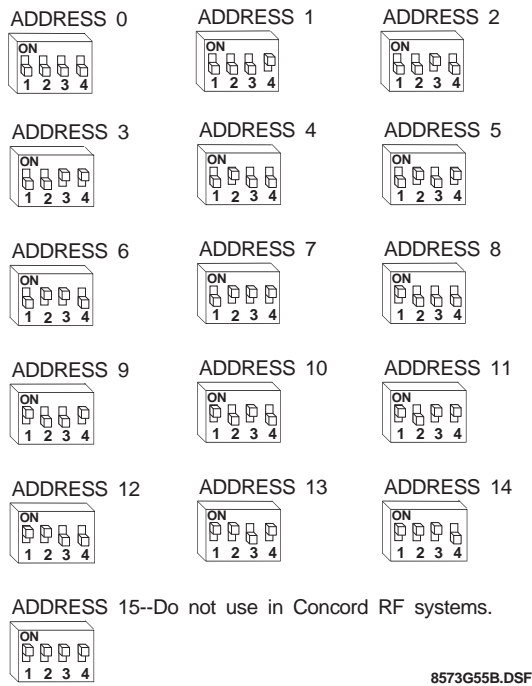 ADDRESS 0 ADDRESS 1 ADDRESS 2
ON ON ON
1 2 3 4 1 2 3 4 1 2 3 4
ADDRESS 3 ADDRESS 4 ADDRESS 5
ON ON ON
1 2 3 4 1 2 3 4 1 2 3 4
ADDRESS 6 ADDRESS 7 ADDRESS 8
ON ON ON
1 2 3 4 1 2 3 4 1 2 3 4
ADDRESS 9 ADDRESS 10 ADDRESS 11
ON ON ON
1 2 3 4 1 2 3 4 1 2 3 4
ADDRESS 12 ADDRESS 13 ADDRESS 14
ON ON ON
1 2 3 4 1 2 3 4 1 2 3 4
ADDRESS 15--Do not use in Concord RF systems.
ON
1 2 3 4
8573G55B.DSF